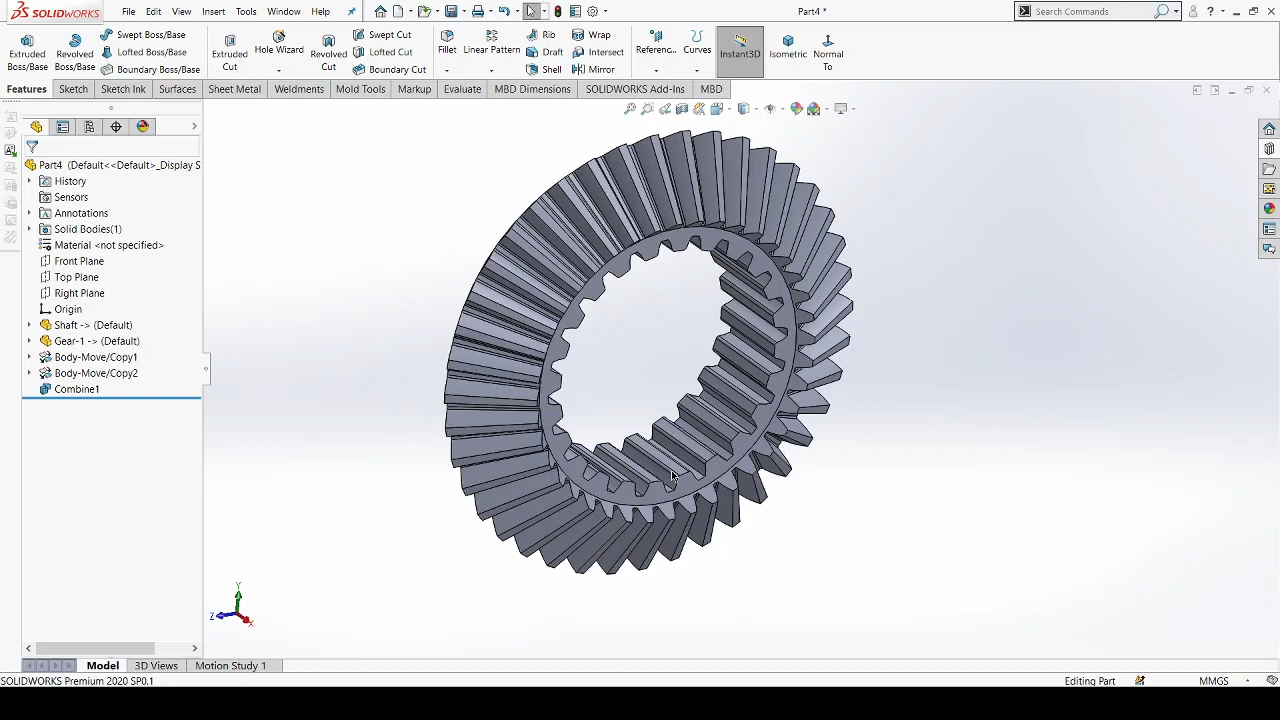 SOLIDWORKS File Edit View Insert Tools Window Help Part4 * Search Commands
Extruded Boss/Base
Revolved Boss/Base
Swept Boss/Base
Lofted Boss/Base
Boundary Boss/Base
Extruded Cut
Hole Wizard
Revolved Cut
Swept Cut
Lofted Cut
Boundary Cut
Fillet
Linear Pattern
Rib
Draft
Shell
Wrap
Intersect
Mirror
Referenc...
Curves
Instant3D
Isometric
Normal To
Features Sketch Sketch Ink Surfaces Sheet Metal Weldments Mold Tools Markup Evaluate MBD Dimensions SOLIDWORKS Add-Ins MBD
Part4 (Default<<Default>_Display S
History
Sensors
Annotations
Solid Bodies(1)
Material <not specified>
Front Plane
Top Plane
Right Plane
Origin
Shaft -> (Default)
Gear-1 -> (Default)
Body-Move/Copy1
Body-Move/Copy2
Combine1
Y
Z
X
Model 3D Views Motion Study 1
SOLIDWORKS Premium 2020 SP0.1 Editing Part MMGS